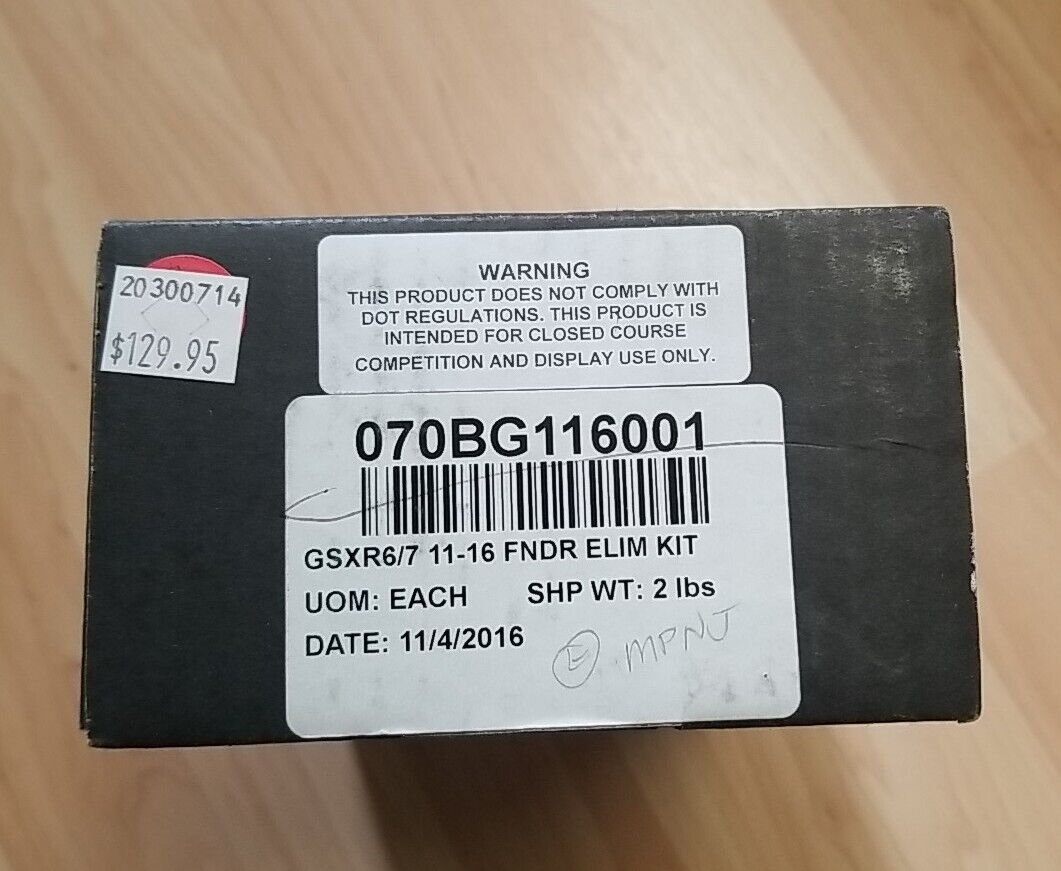 20300714
$129.95
WARNING
THIS PRODUCT DOES NOT COMPLY WITH
DOT REGULATIONS. THIS PRODUCT IS
INTENDED FOR CLOSED COURSE
COMPETITION AND DISPLAY USE ONLY.
070BG116001
GSXR6/7 11-16 FNDR ELIM KIT
UOM: EACH SHP WT: 2 lbs
DATE: 11/4/2016
E MPNJ